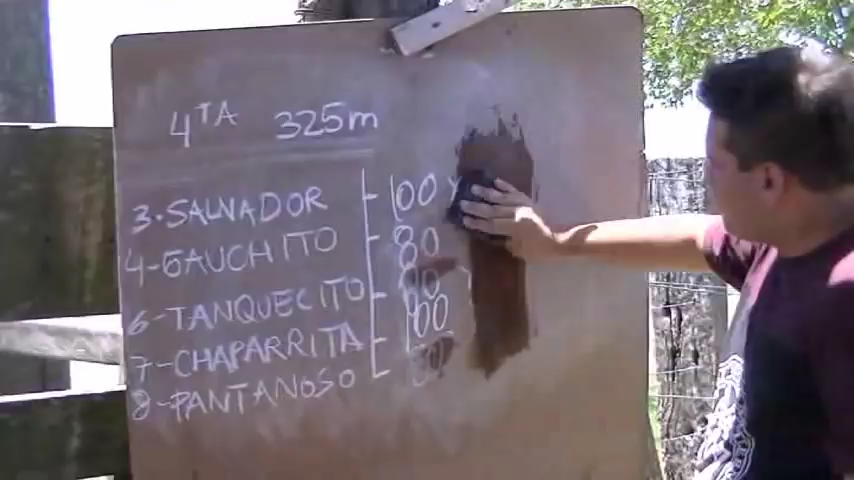 4TA 325m
3. SALVADOR 100
4-GAUCHITO 80
6-TANQUECITO 100
7-CHAPARRITA
8-PANTANOSO